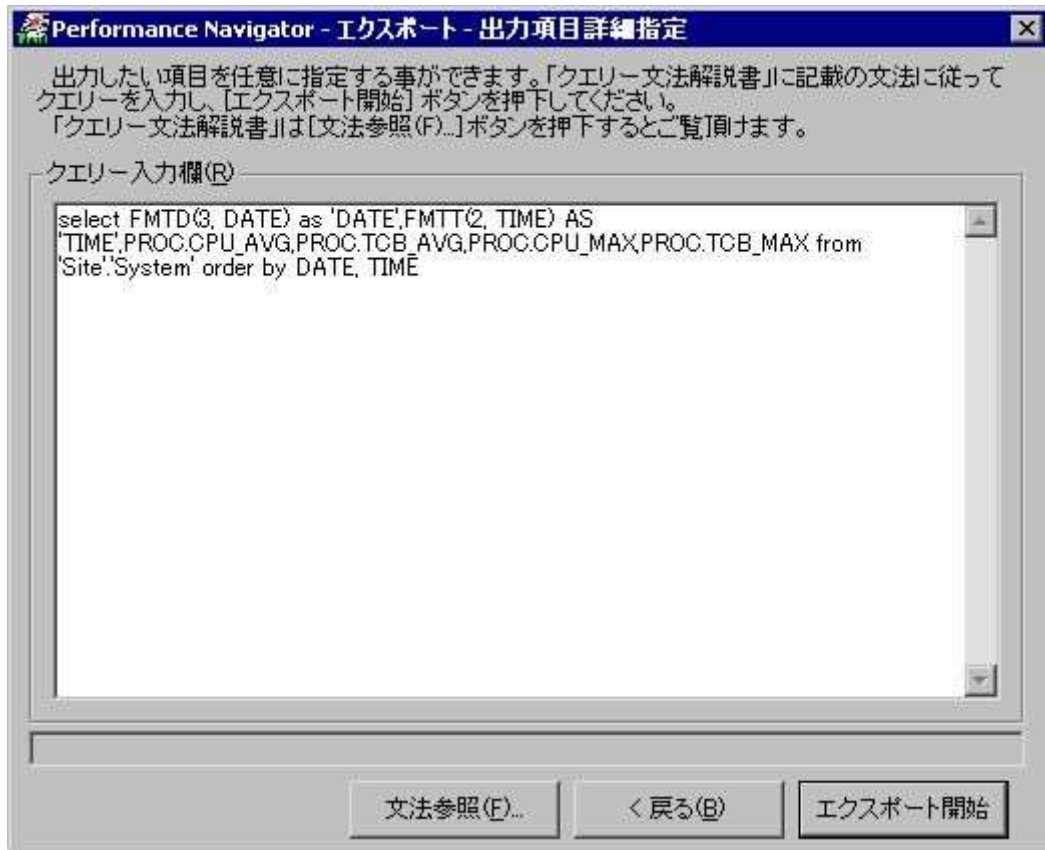 Performance Navigator - エクスポート - 出力項目詳細指定
出力したい項目を任意に指定する事ができます。「クエリー文法解説書」に記載の文法に従って
クエリーを入力し、[エクスポート開始] ボタンを押下してください。
「クエリー文法解説書」は[文法参照(F)...]ボタンを押下するとご覧頂けます。
クエリー入力欄(R)
select FMTD(3, DATE) as 'DATE',FMTT(2, TIME) AS
'TIME',PROC.CPU_AVG,PROC.TCB_AVG,PROC.CPU_MAX,PROC.TCB_MAX from
'Site'.'System' order by DATE, TIME
文法参照(F)...
< 戻る(B)
エクスポート開始